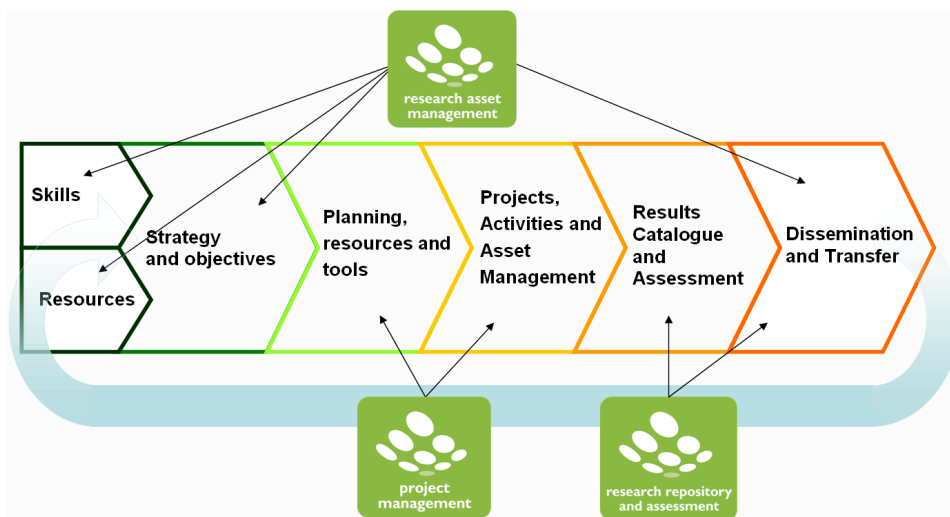 research asset
management
Skills
Resources
Strategy
and objectives
Planning,
resources and
tools
Projects,
Activities and
Asset
Management
Results
Catalogue
and
Assessment
Dissemination
and Transfer
project
management
research repository
and assessment